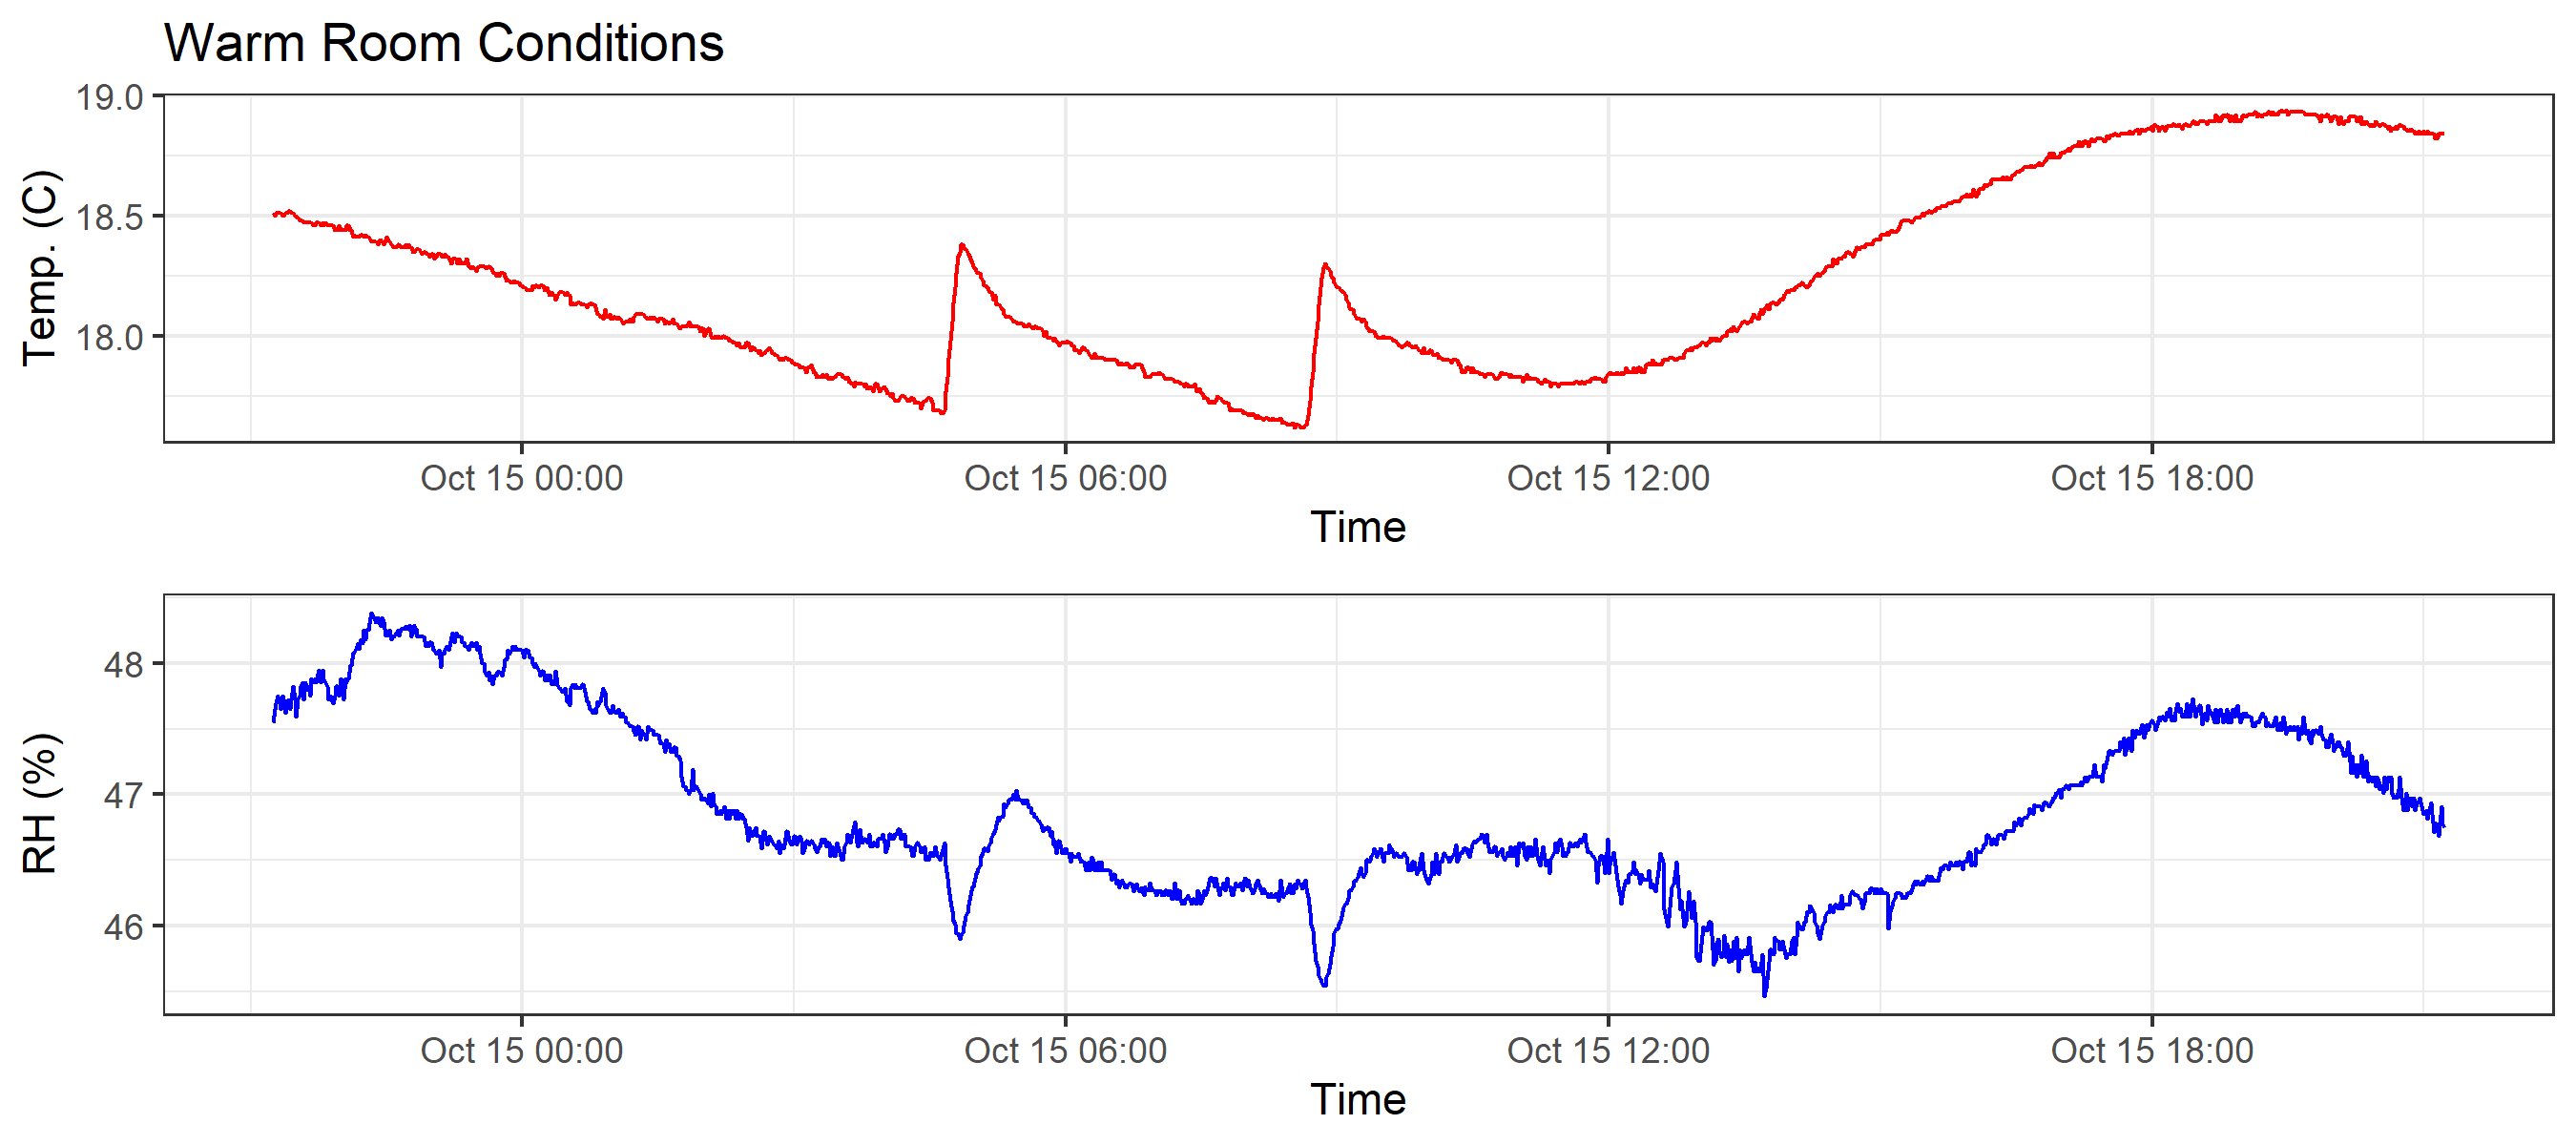 Warm Room Conditions
19.0
18.5
18.0
Temp. (C)
Oct 15 00:00 Oct 15 06:00 Oct 15 12:00 Oct 15 18:00
Time
48
47
46
RH (%)
Oct 15 00:00 Oct 15 06:00 Oct 15 12:00 Oct 15 18:00
Time